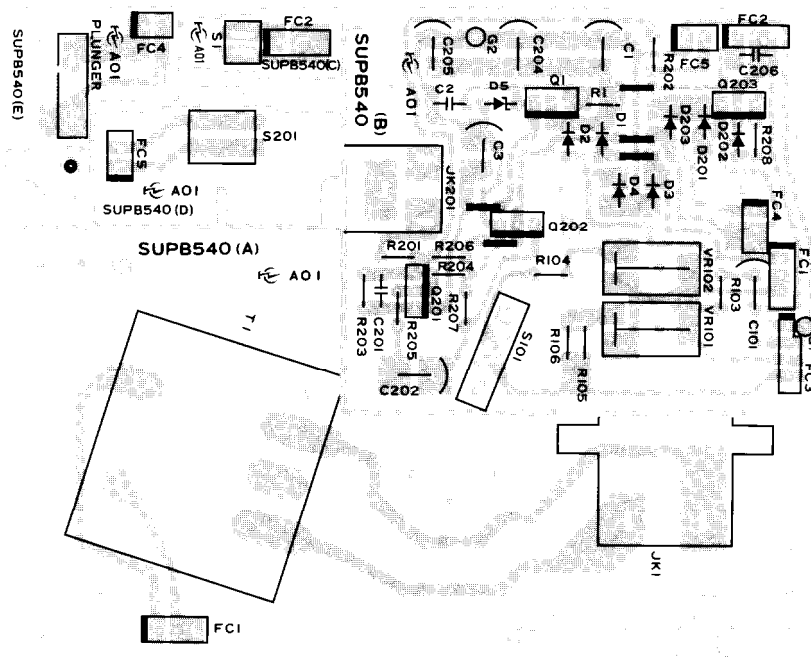 SUPB540(E)
PLUNGER
A01
FC4
A01
S1
FC2
SUPB540(C)
FC5
S201
A01
SUPB540(D)
SUPB540(A)
A01
T1
FC1
SUPB540
(B)
C205
G2
C204
C1
R202
FC5
FC2
C206
A01
C2
D5
Q1
R1
Q203
D2
D1
D203
D201
D202
R208
C3
JK201
D4
D3
Q202
FC4
FC1
R201
R206
R204
R104
VR102
R103
C101
VR101
R203
C201
R205
Q201
R207
S101
R106
R105
C202
FC3
JK1